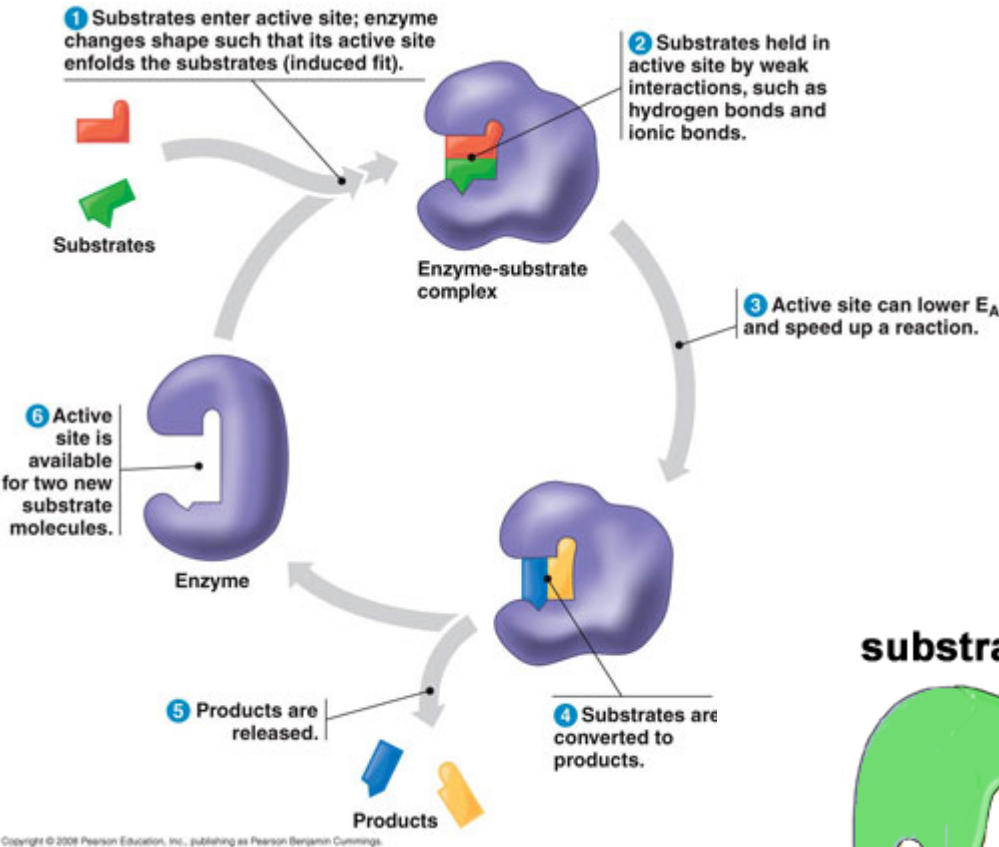 1 Substrates enter active site; enzyme
changes shape such that its active site
enfolds the substrates (induced fit).
2 Substrates held in
active site by weak
interactions, such as
hydrogen bonds and
ionic bonds.
Substrates
Enzyme-substrate
complex
3 Active site can lower EA
and speed up a reaction.
6 Active
site is
available
for two new
substrate
molecules.
Enzyme
5 Products are
released.
4 Substrates are
converted to
products.
Products
substra
Copyright © 2008 Pearson Education, Inc., publishing as Pearson Benjamin Cummings.